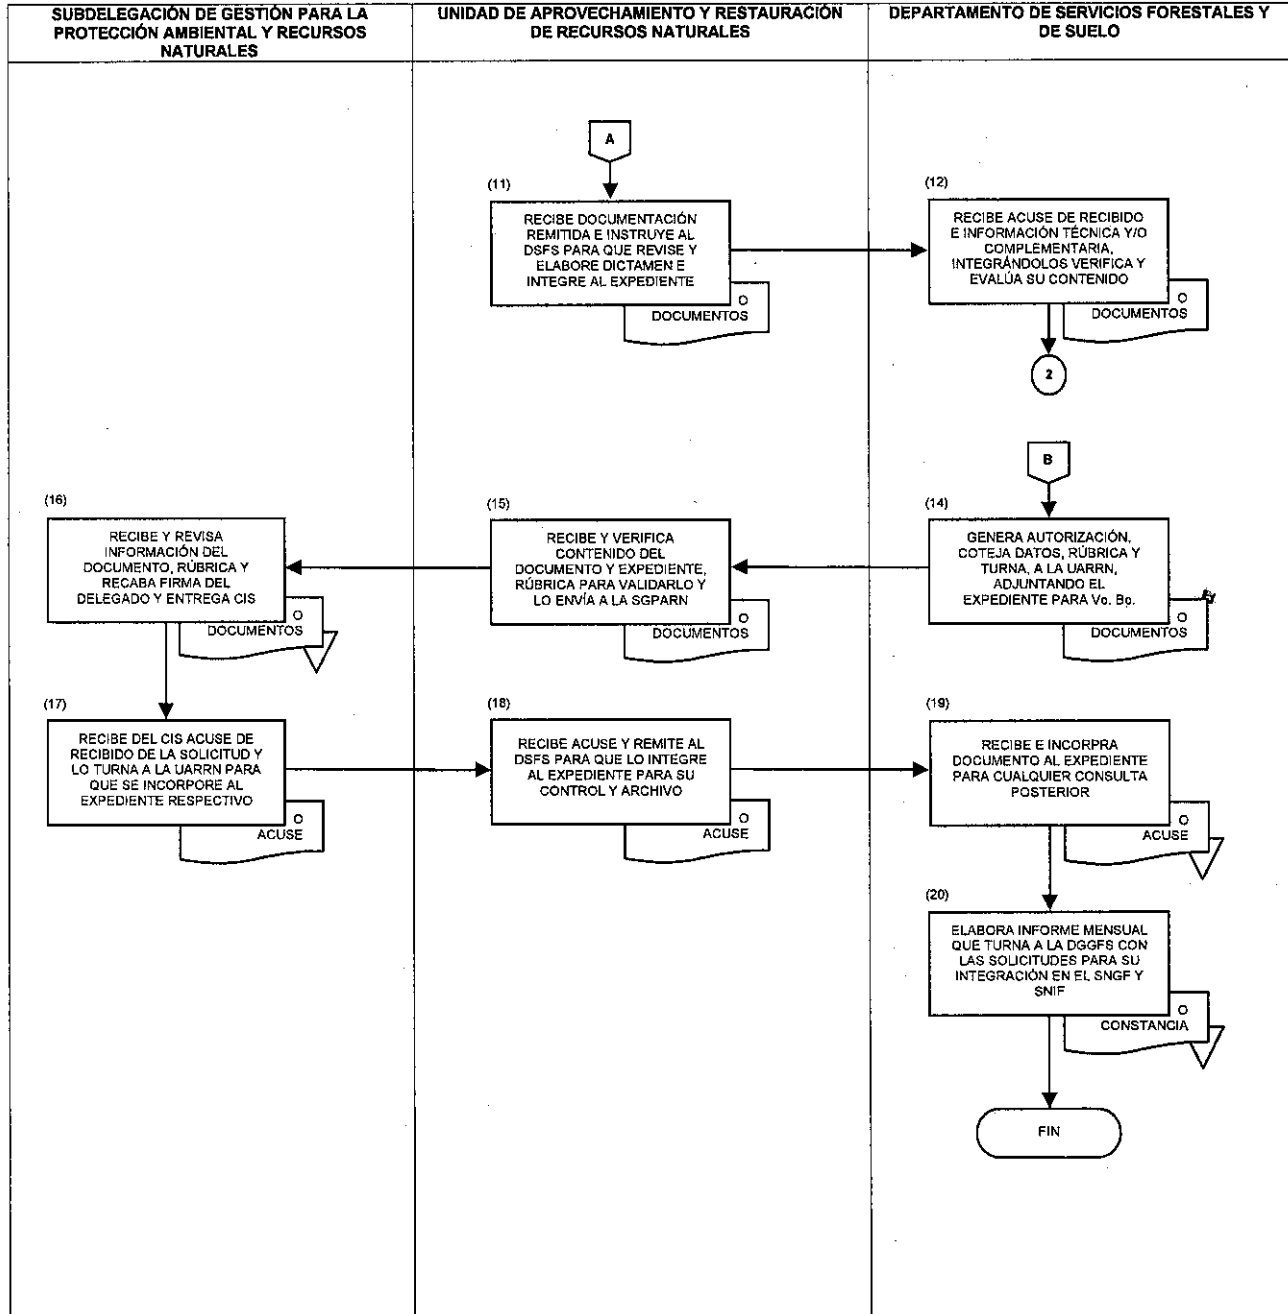 SUBDELEGACIÓN DE GESTIÓN PARA LA
PROTECCIÓN AMBIENTAL Y RECURSOS
NATURALES
UNIDAD DE APROVECHAMIENTO Y RESTAURACIÓN
DE RECURSOS NATURALES
DEPARTAMENTO DE SERVICIOS FORESTALES Y
DE SUELO
A
(11)
RECIBE DOCUMENTACIÓN
REMITIDA E INSTRUYE AL
DSFS PARA QUE REVISE Y
ELABORE DICTAMEN E
INTEGRE AL EXPEDIENTE
O
DOCUMENTOS
(12)
RECIBE ACUSE DE RECIBIDO
E INFORMACIÓN TÉCNICA Y/O
COMPLEMENTARIA,
INTEGRÁNDOLOS VERIFICA Y
EVALÚA SU CONTENIDO
O
DOCUMENTOS
2
B
(14)
GENERA AUTORIZACIÓN,
COTEJA DATOS, RÚBRICA Y
TURNA, A LA UARRN,
ADJUNTANDO EL
EXPEDIENTE PARA Vo. Bo.
O
DOCUMENTOS
(15)
RECIBE Y VERIFICA
CONTENIDO DEL
DOCUMENTO Y EXPEDIENTE,
RÚBRICA PARA VALIDARLO Y
LO ENVÍA A LA SGPARN
O
DOCUMENTOS
(16)
RECIBE Y REVISA
INFORMACIÓN DEL
DOCUMENTO, RÚBRICA Y
RECABA FIRMA DEL
DELEGADO Y ENTREGA CIS
O
DOCUMENTOS
(17)
RECIBE DEL CIS ACUSE DE
RECIBIDO DE LA SOLICITUD Y
LO TURNA A LA UARRN PARA
QUE SE INCORPORE AL
EXPEDIENTE RESPECTIVO
O
ACUSE
(18)
RECIBE ACUSE Y REMITE AL
DSFS PARA QUE LO INTEGRE
AL EXPEDIENTE PARA SU
CONTROL Y ARCHIVO
O
ACUSE
(19)
RECIBE E INCORPRA
DOCUMENTO AL EXPEDIENTE
PARA CUALQUIER CONSULTA
POSTERIOR
O
ACUSE
(20)
ELABORA INFORME MENSUAL
QUE TURNA A LA DGGFS CON
LAS SOLICITUDES PARA SU
INTEGRACIÓN EN EL SNGF Y
SNIF
O
CONSTANCIA
FIN